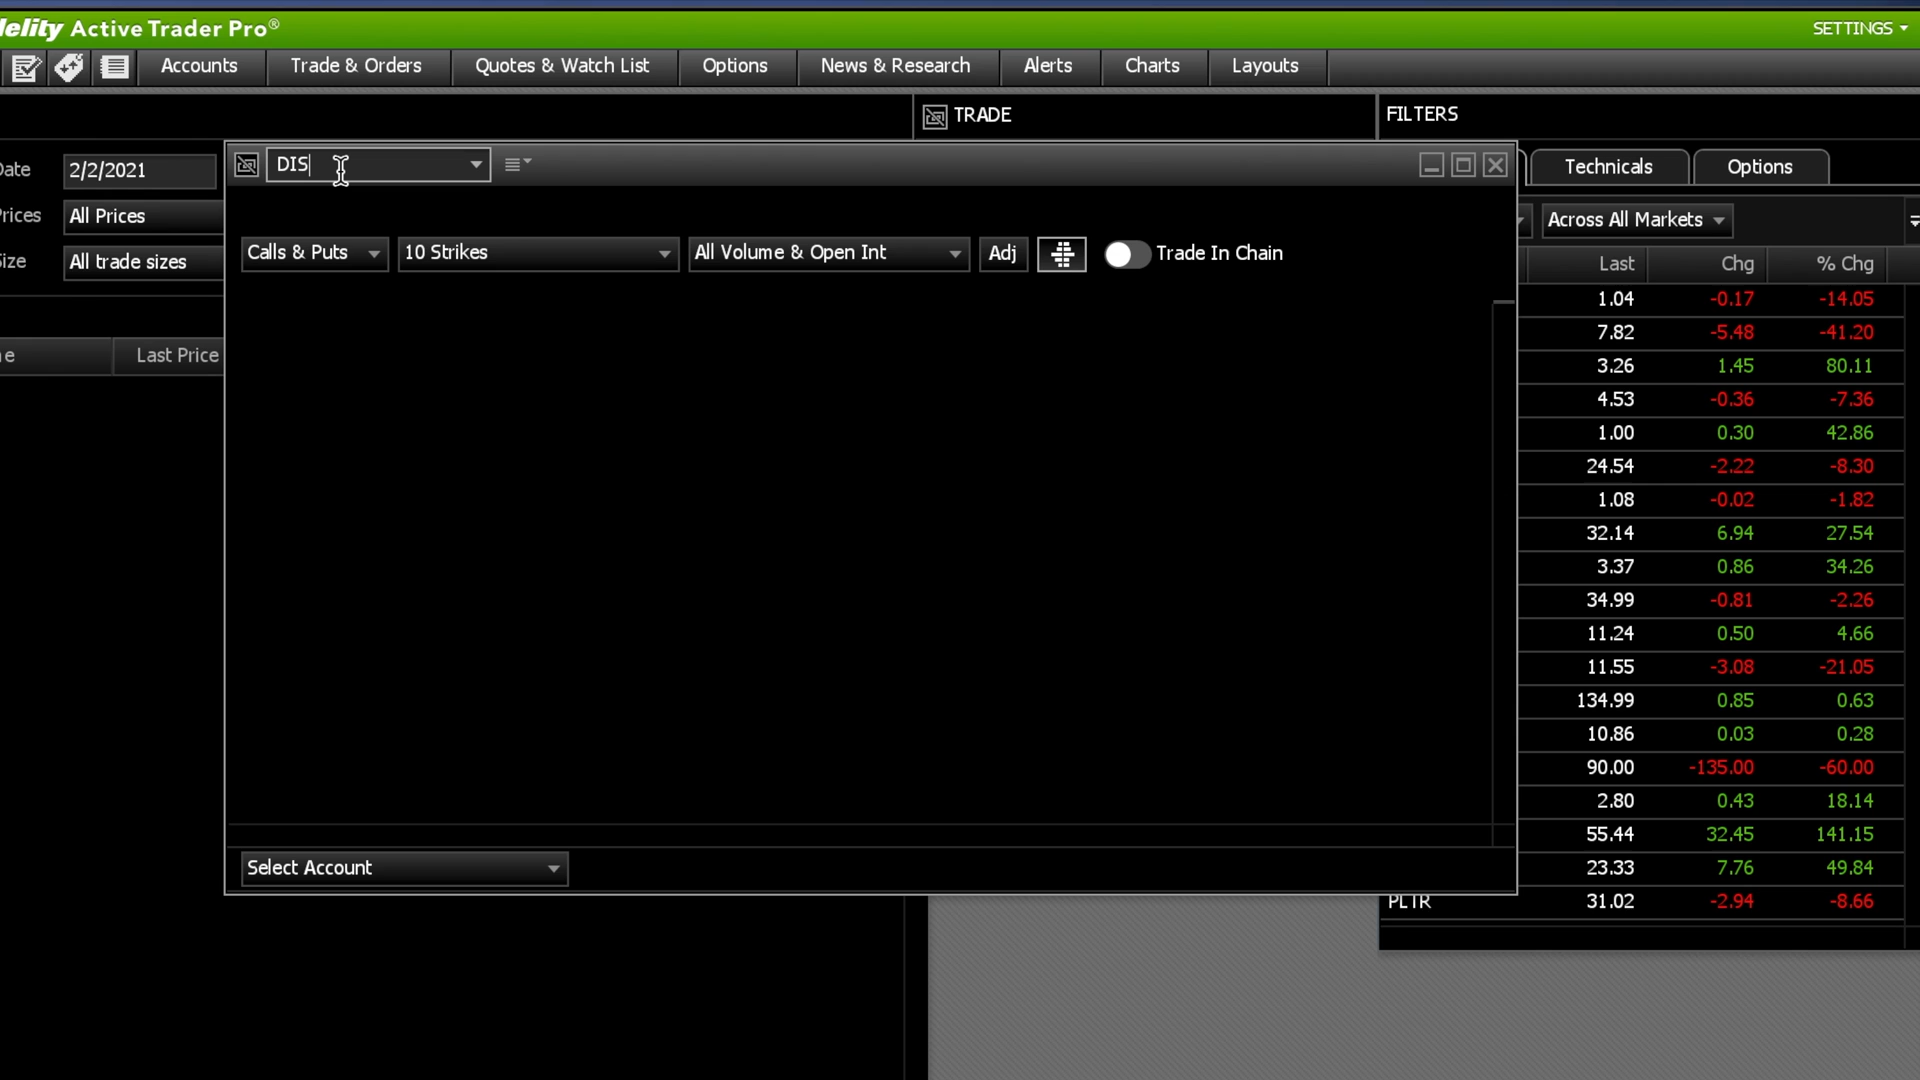 delity Active Trader Pro®
SETTINGS
Accounts
Trade & Orders
Quotes & Watch List
Options
News & Research
Alerts
Charts
Layouts
TRADE
FILTERS
DIS
Date
2/2/2021
Technicals
Options
Prices
All Prices
Across All Markets
Calls & Puts
10 Strikes
All Volume & Open Int
Adj
Trade In Chain
Size
All trade sizes
Last Chg % Chg
1.04 -0.17 -14.05
7.82 -5.48 -41.20
Last Price
3.26 1.45 80.11
4.53 -0.36 -7.36
1.00 0.30 42.86
24.54 -2.22 -8.30
1.08 -0.02 -1.82
32.14 6.94 27.54
3.37 0.86 34.26
34.99 -0.81 -2.26
11.24 0.50 4.66
11.55 -3.08 -21.05
134.99 0.85 0.63
10.86 0.03 0.28
90.00 -135.00 -60.00
2.80 0.43 18.14
55.44 32.45 141.15
Select Account
23.33 7.76 49.84
PLTR 31.02 -2.94 -8.66